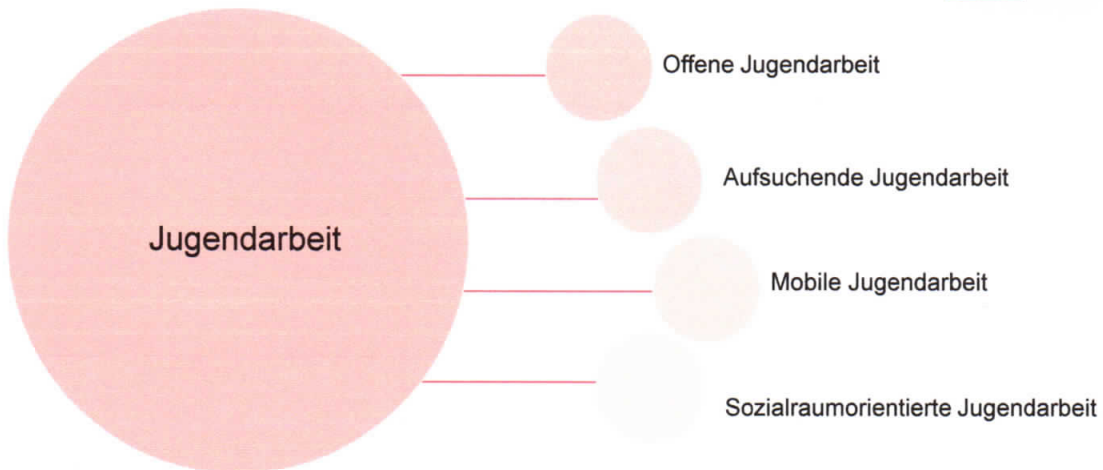 Offene Jugendarbeit
Aufsuchende Jugendarbeit
Jugendarbeit
Mobile Jugendarbeit
Sozialraumorientierte Jugendarbeit